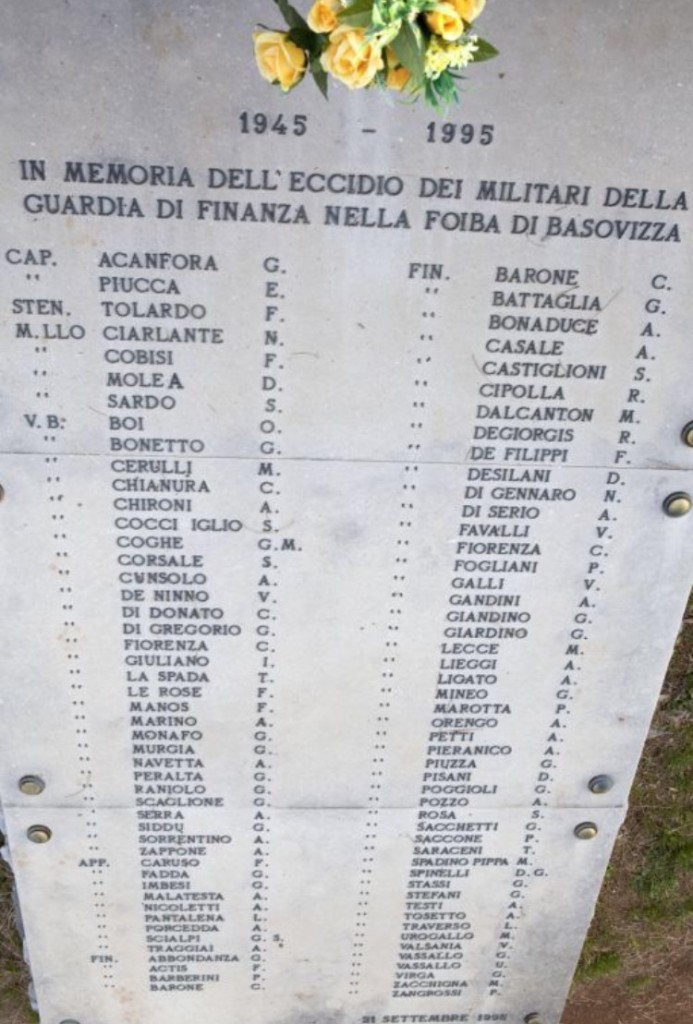 1945 - 1995
IN MEMORIA DELL'ECCIDIO DEI MILITARI DELLA
GUARDIA DI FINANZA NELLA FOIBA DI BASOVIZZA
CAP. ACANFORA G.
" PIUCCA E.
STEN. TOLARDO F.
M.LLO CIARLANTE N.
" COBISI F.
" MOLEA D.
" SARDO S.
V.B. BOI O.
" BONETTO G.
" CERULLI M.
" CHIANURA C.
" CHIRONI A.
" COCCI IGLIO S.
" COGHE G.M.
" CORSALE S.
" CUNSOLO A.
" DE NINNO V.
" DI DONATO C.
" DI GREGORIO G.
" FIORENZA C.
" GIULIANO I.
" LA SPADA T.
" LE ROSE F.
" MANOS F.
" MARINO A.
" MONAFO G.
" MURGIA G.
" NAVETTA A.
" PERALTA G.
" RANIOLO G.
" SCAGLIONE G.
" SERRA A.
" SIDDU G.
" SORRENTINO A.
" ZAPPONE A.
APP. CARUSO F.
" FADDA G.
" IMBESI G.
" MALATESTA A.
" NICOLETTI A.
" PANTALENA L.
" PORCEDDA A.
" SCIALPI G. S.
" TRAGGIAI A.
FIN. ABBONDANZA G.
" ACTIS F.
" BARBERINI P.
" BARONE G.
FIN. BARONE C.
" BATTAGLIA G.
" BONADUCE A.
" CASALE A.
" CASTIGLIONI S.
" CIPOLLA R.
" DALCANTON M.
" DEGIORGIS R.
" DE FILIPPI F.
" DESILANI D.
" DI GENNARO N.
" DI SERIO A.
" FAVALLI V.
" FIORENZA C.
" FOGLIANI P.
" GALLI V.
" GANDINI A.
" GIANDINO G.
" GIARDINO G.
" LECCE M.
" LIEGGI A.
" LIGATO A.
" MINEO G.
" MAROTTA P.
" ORENGO A.
" PETTI A.
" PIERANICO A.
" PIUZZA G.
" PISANI D.
" POGGIOLI G.
" POZZO A.
" ROSA S.
" SACCHETTI G.
" SACCONE P.
" SARACENI T.
" SPADINO PIPPA M.
" SPINELLI D.G.
" STASSI G.
" STEFANI G.
" TESTI A.
" TOSETTO A.
" TRAVERSO L.
" UROGALLO M.
" VALSANIA V.
" VASSALLO G.
" VASSALLO U.
" VIRGA G.
" ZACCHIGNA M.
" ZANGROSSI P.
21 SETTEMBRE